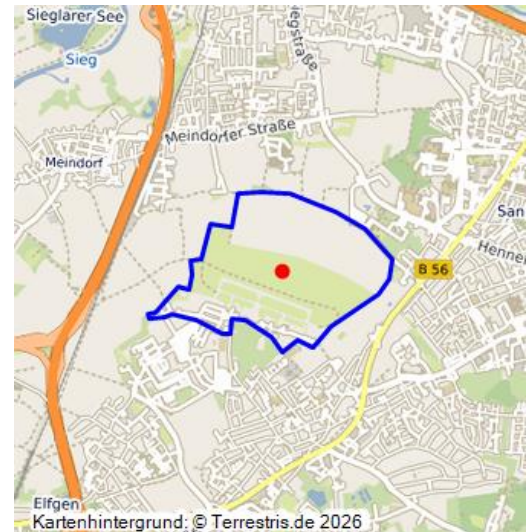 Sieglarer See
Sieg
Meindorfer Straße
Meindorf
San
Henne
B 56
Elfgen
Kartenhintergrund: © Terrestris.de 2026